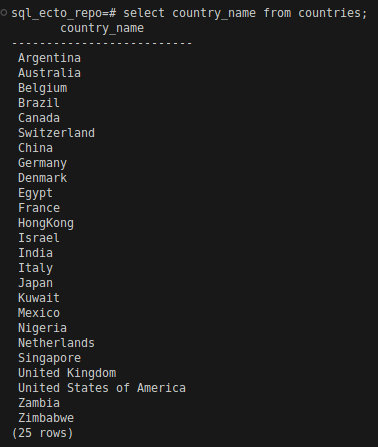 sql_ecto_repo=# select country_name from countries;
country_name
--------------------------
Argentina
Australia
Belgium
Brazil
Canada
Switzerland
China
Germany
Denmark
Egypt
France
HongKong
Israel
India
Italy
Japan
Kuwait
Mexico
Nigeria
Netherlands
Singapore
United Kingdom
United States of America
Zambia
Zimbabwe
(25 rows)